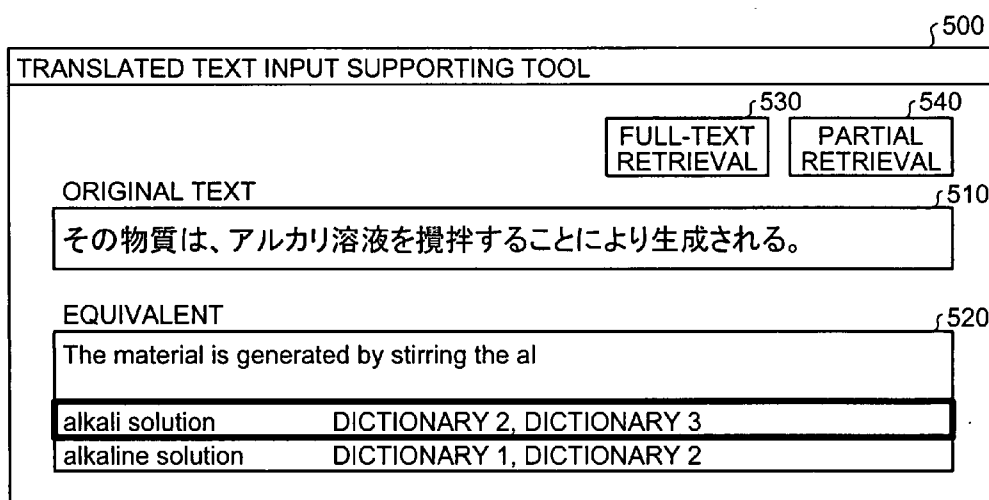 500
TRANSLATED TEXT INPUT SUPPORTING TOOL
530 540
FULL-TEXT RETRIEVAL PARTIAL RETRIEVAL
ORIGINAL TEXT 510
その物質は、アルカリ溶液を攪拌することにより生成される。
EQUIVALENT 520
The material is generated by stirring the al
alkali solution DICTIONARY 2, DICTIONARY 3
alkaline solution DICTIONARY 1, DICTIONARY 2